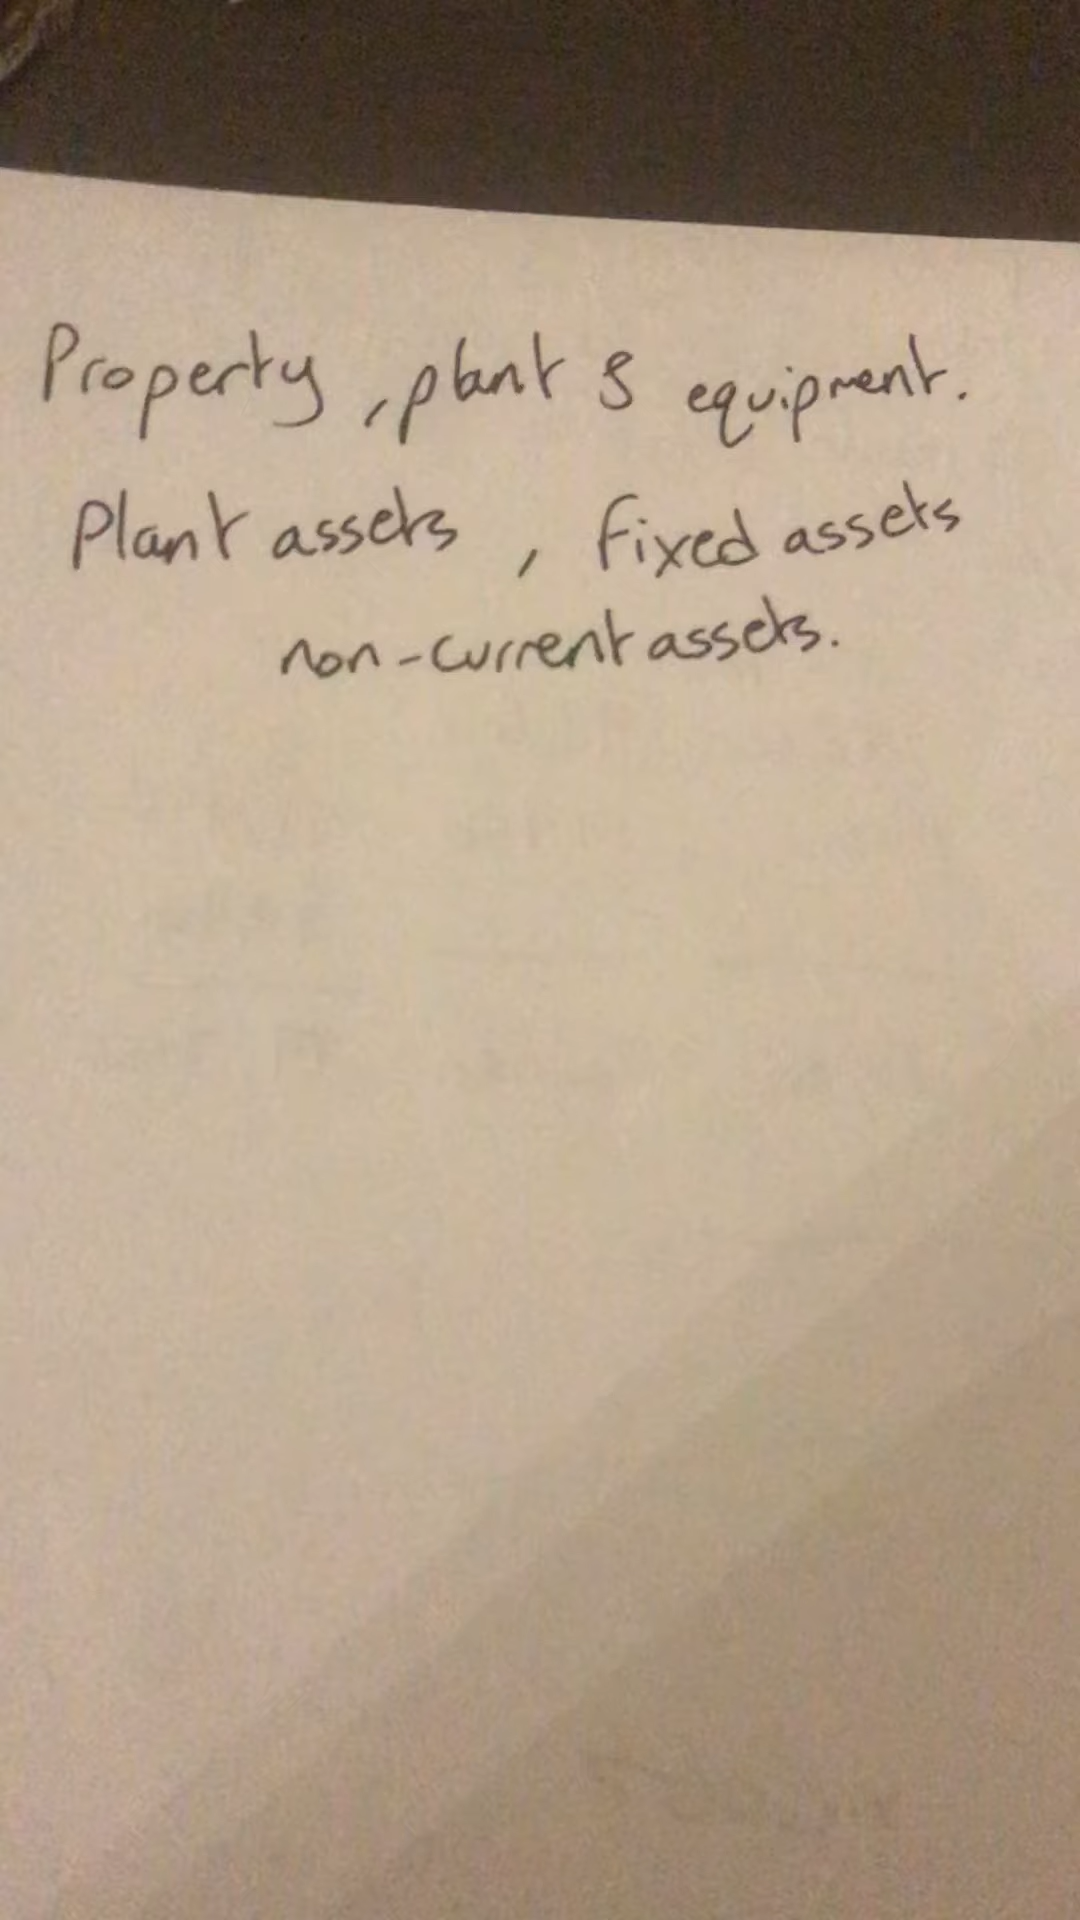 Property, plant & equipment.
Plant assets, fixed assets
non-current assets.